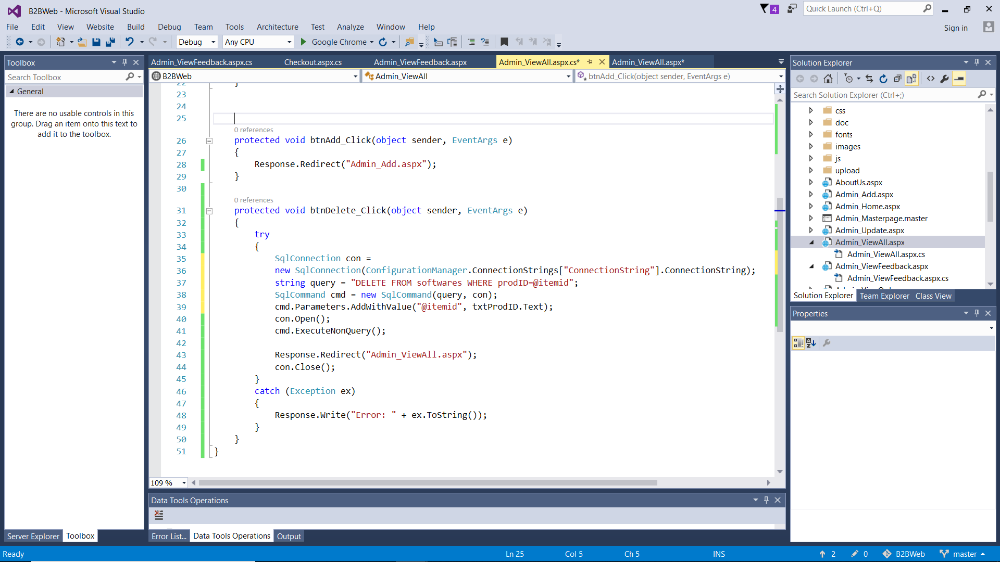 B2BWeb - Microsoft Visual Studio
4
Quick Launch (Ctrl+Q)
File Edit View Website Build Debug Team Tools Architecture Test Analyze Window Help
Sign in
Debug Any CPU Google Chrome
Toolbox
Search Toolbox
General
There are no usable controls in this
group. Drag an item onto this text to
add it to the toolbox.
Server Explorer Toolbox
Admin_ViewFeedback.aspx.cs Checkout.aspx.cs Admin_ViewFeedback.aspx Admin_ViewAll.aspx.cs* Admin_ViewAll.aspx*
B2BWeb Admin_ViewAll btnAdd_Click(object sender, EventArgs e)
22 }
23
24
25
0 references
26 protected void btnAdd_Click(object sender, EventArgs e)
27 {
28 Response.Redirect("Admin_Add.aspx");
29 }
30
0 references
31 protected void btnDelete_Click(object sender, EventArgs e)
32 {
33 try
34 {
35 SqlConnection con =
36 new SqlConnection(ConfigurationManager.ConnectionStrings["ConnectionString"].ConnectionString);
37 string query = "DELETE FROM softwares WHERE prodID=@itemid";
38 SqlCommand cmd = new SqlCommand(query, con);
39 cmd.Parameters.AddWithValue("@itemid", txtProdID.Text);
40 con.Open();
41 cmd.ExecuteNonQuery();
42
43 Response.Redirect("Admin_ViewAll.aspx");
44 con.Close();
45 }
46 catch (Exception ex)
47 {
48 Response.Write("Error: " + ex.ToString());
49 }
50 }
51 }
109 %
Data Tools Operations
Error List... Data Tools Operations Output
Solution Explorer
Search Solution Explorer (Ctrl+;)
css
doc
fonts
images
js
upload
AboutUs.aspx
Admin_Add.aspx
Admin_Home.aspx
Admin_Masterpage.master
Admin_Update.aspx
Admin_ViewAll.aspx
Admin_ViewAll.aspx.cs
Admin_ViewFeedback.aspx
Admin_ViewFeedback.aspx.cs
Solution Explorer Team Explorer Class View
Properties
Ready Ln 25 Col 5 Ch 5 INS 2 0 B2BWeb master